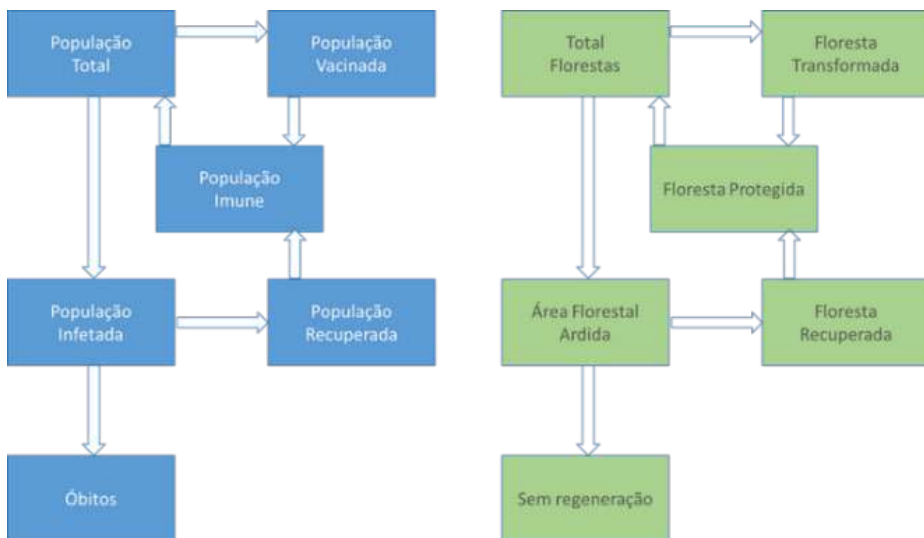 População
Total
População
Vacinada
População
Imune
População
Infetada
População
Recuperada
Óbitos
Total
Florestas
Floresta
Transformada
Floresta Protegida
Área Florestal
Ardida
Floresta
Recuperada
Sem regeneração